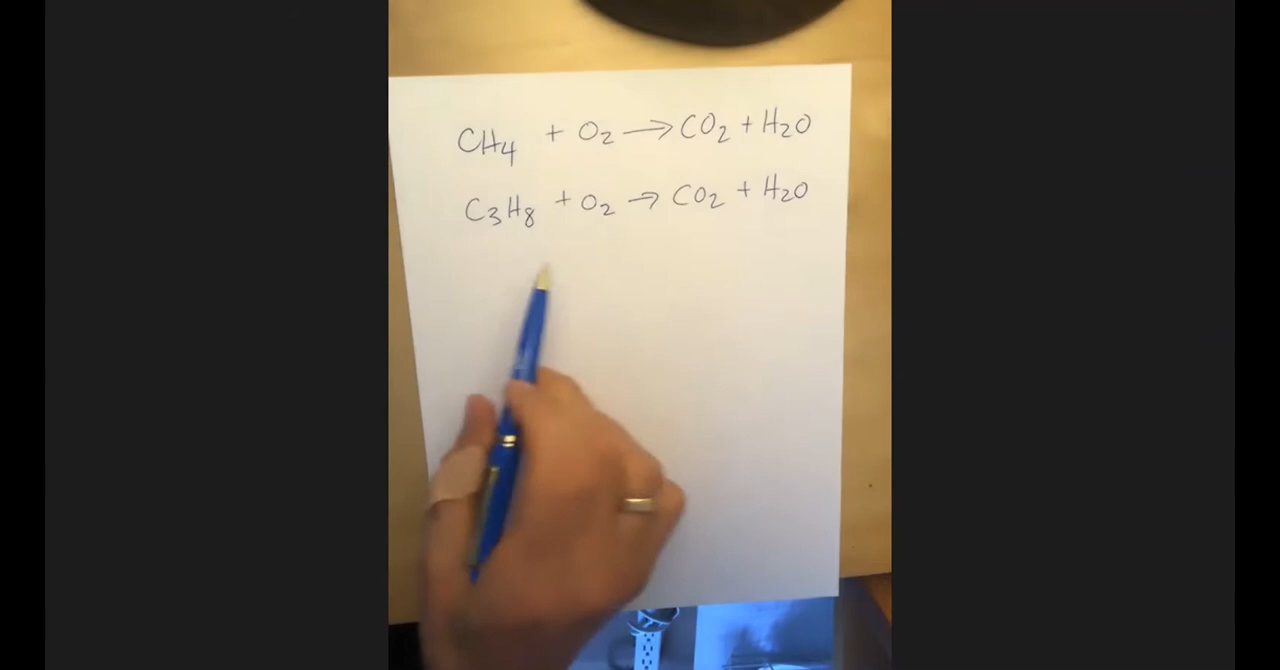 CH4 + O2 → CO2 + H2O
C3H8 + O2 → CO2 + H2O